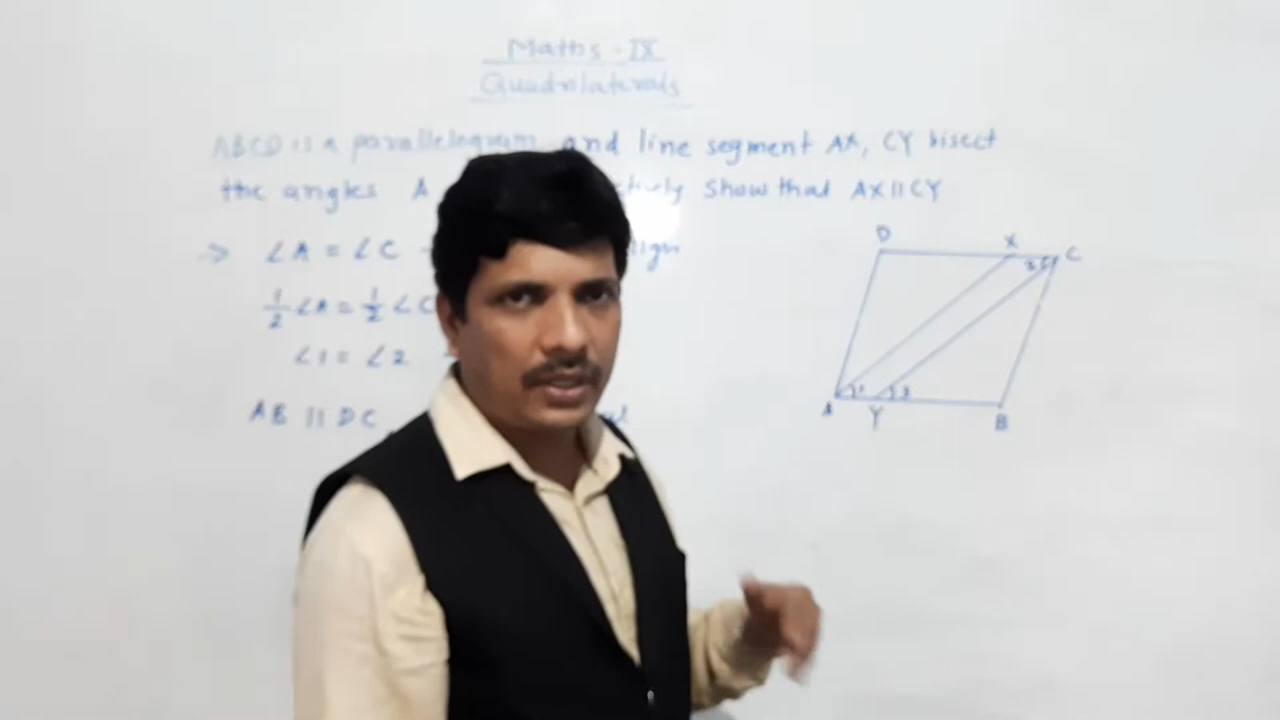 Maths - IX
Quadrilaterals
ABCD is a parallelogram and line segment AX, CY bisect
the angles A show that AX || CY
⇒ ∠A = ∠C
1/2 ∠A = 1/2 ∠C
∠1 = ∠2
AB || DC
D X C
A Y B
1